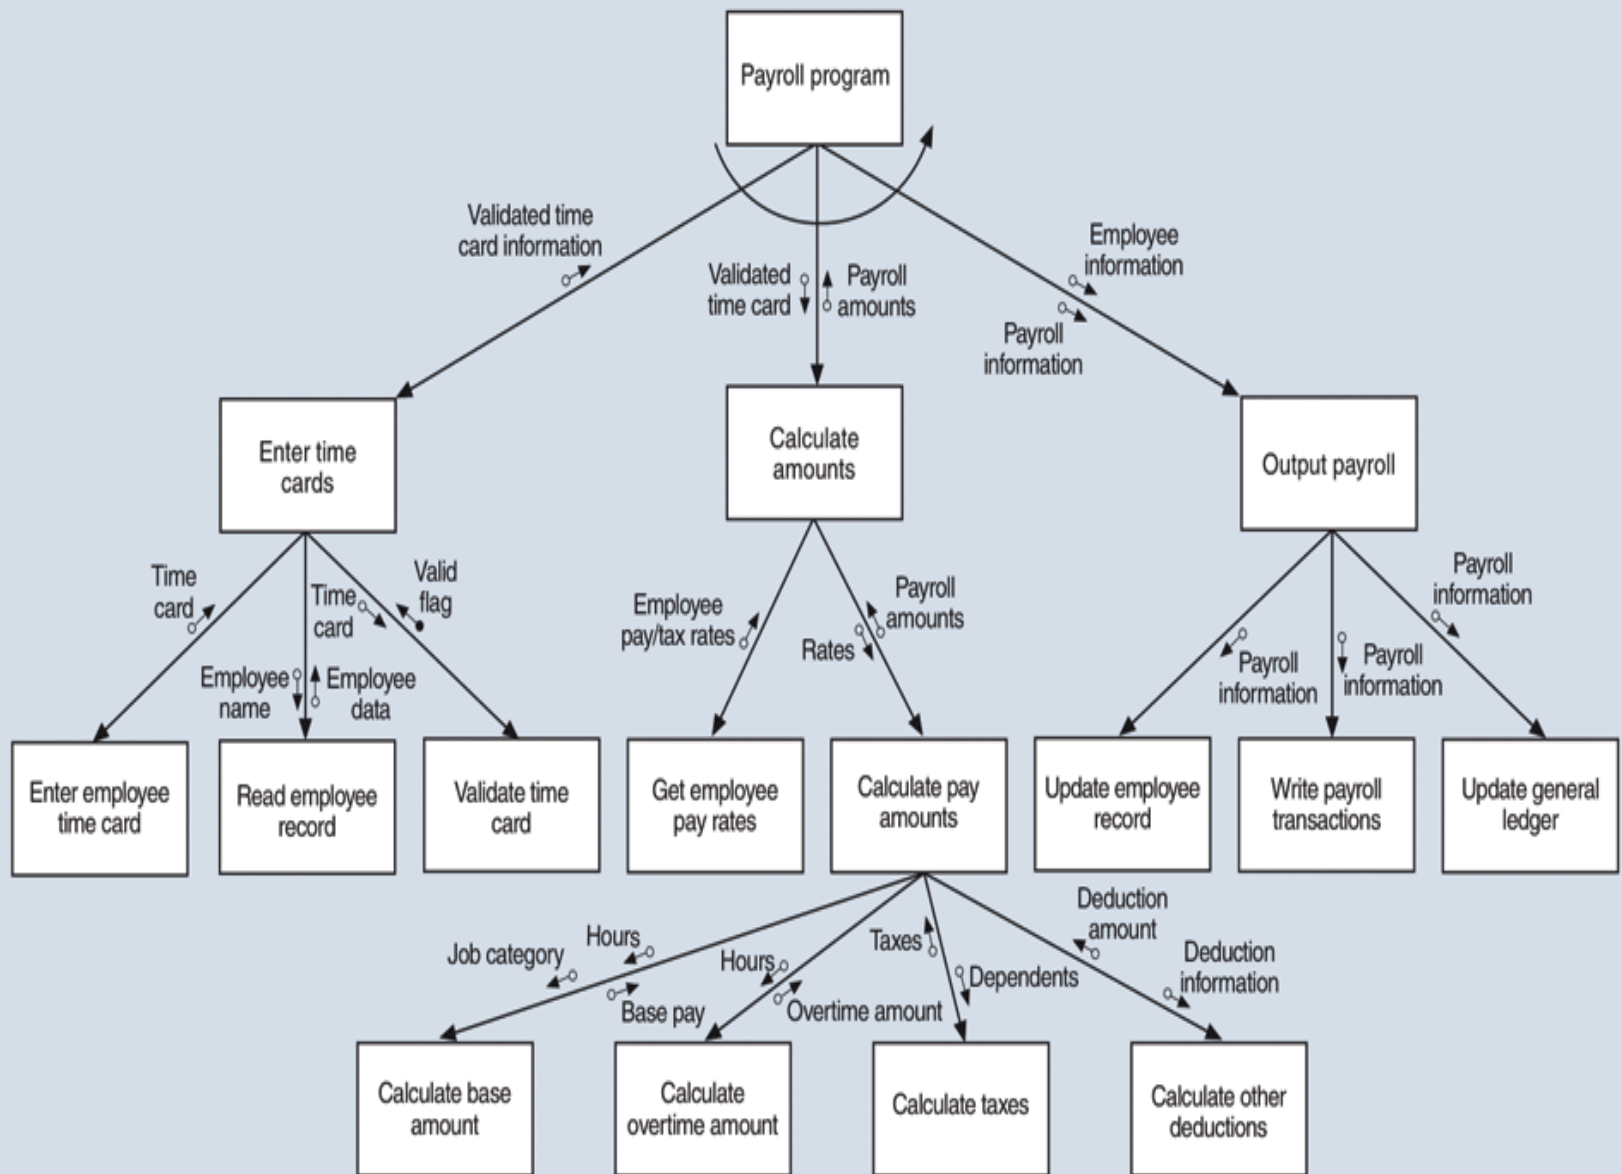 Payroll program
Validated time
card information
Validated
time card
Payroll
amounts
Employee
information
Payroll
information
Enter time
cards
Calculate
amounts
Output payroll
Time
card
Employee
name
Employee
data
Time
card
Valid
flag
Employee
pay/tax rates
Rates
Payroll
amounts
Payroll
information
Payroll
information
Payroll
information
Enter employee
time card
Read employee
record
Validate time
card
Get employee
pay rates
Calculate pay
amounts
Update employee
record
Write payroll
transactions
Update general
ledger
Job category
Hours
Base pay
Hours
Overtime amount
Taxes
Dependents
Deduction
amount
Deduction
information
Calculate base
amount
Calculate
overtime amount
Calculate taxes
Calculate other
deductions